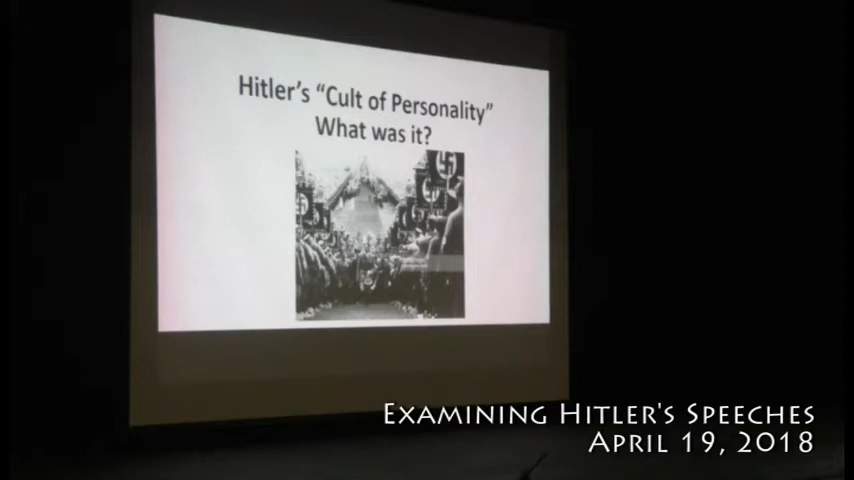 Hitler's “Cult of Personality”
What was it?
Examining Hitler's Speeches
April 19, 2018